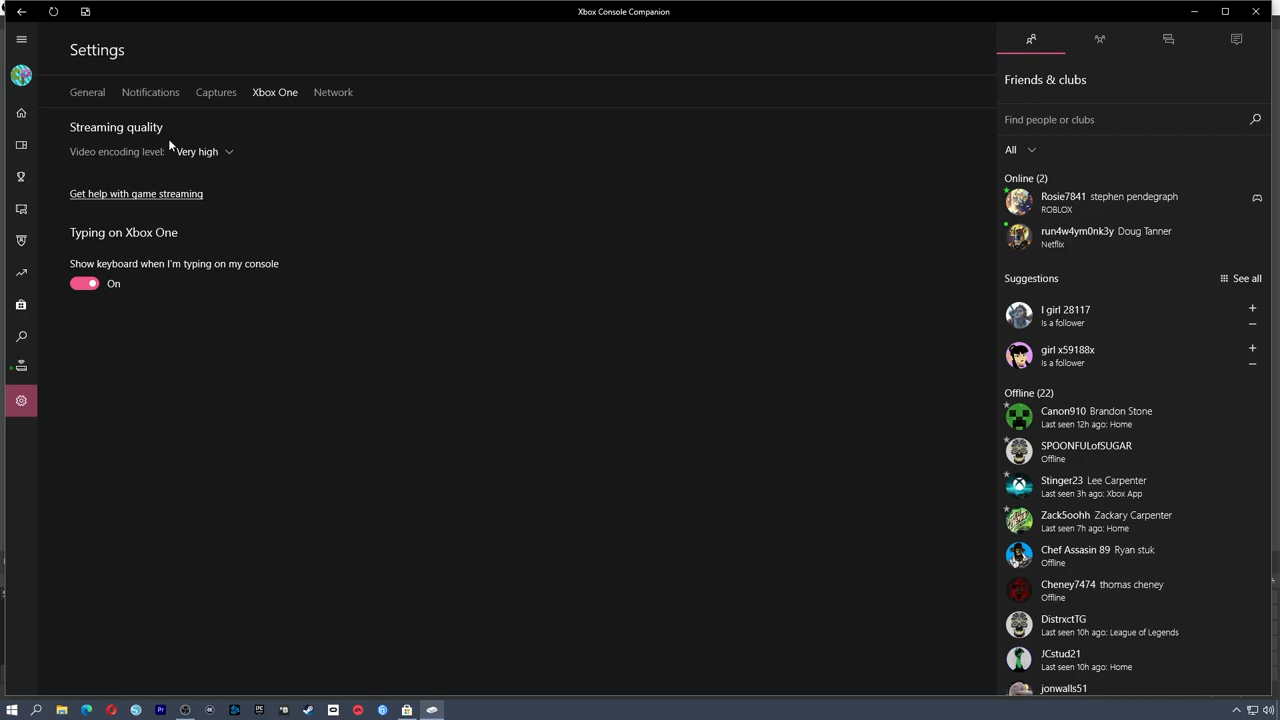 Xbox Console Companion
Settings
General Notifications Captures Xbox One Network
Streaming quality
Video encoding level: Very high
Get help with game streaming
Typing on Xbox One
Show keyboard when I'm typing on my console
On
Friends & clubs
Find people or clubs
All
Online (2)
Rosie7841 stephen pendegraph
ROBLOX
run4w4ym0nk3y Doug Tanner
Netflix
Suggestions See all
I girl 28117
Is a follower
girl x59188x
Is a follower
Offline (22)
Canon910 Brandon Stone
Last seen 12h ago: Home
SPOONFULofSUGAR
Offline
Stinger23 Lee Carpenter
Last seen 3h ago: Xbox App
Zack5oohh Zackary Carpenter
Last seen 7h ago: Home
Chef Assasin 89 Ryan stuk
Offline
Cheney7474 thomas cheney
Offline
DistrxctTG
Last seen 10h ago: League of Legends
JCstud21
Last seen 10h ago: Home
jonwalls51